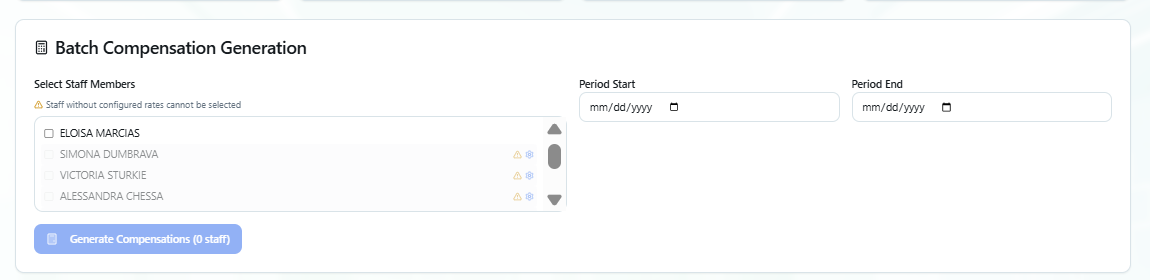 Batch Compensation Generation
Select Staff Members
Staff without configured rates cannot be selected
ELOISA MARCIAS
SIMONA DUMBRAVA
VICTORIA STURKIE
ALESSANDRA CHESSA
Generate Compensations (0 staff)
Period Start
mm/dd/yyyy
Period End
mm/dd/yyyy